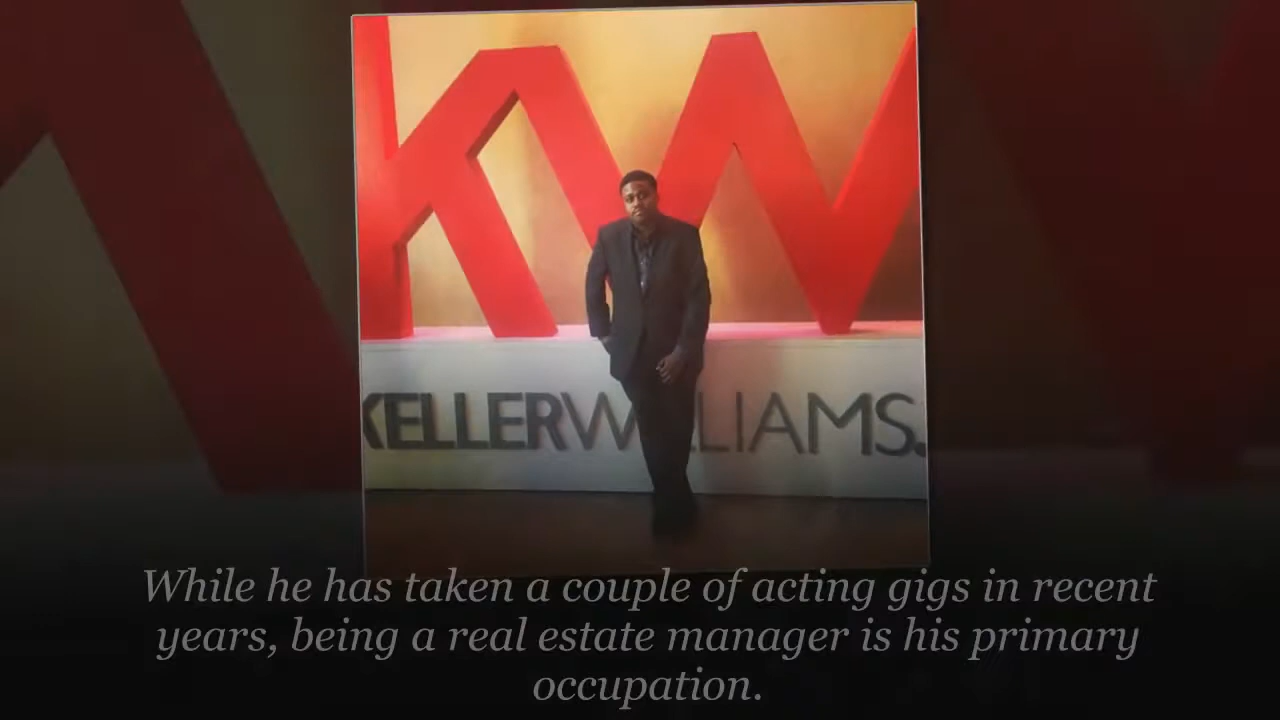 KW
KELLERWILLIAMS.
While he has taken a couple of acting gigs in recent
years, being a real estate manager is his primary
occupation.